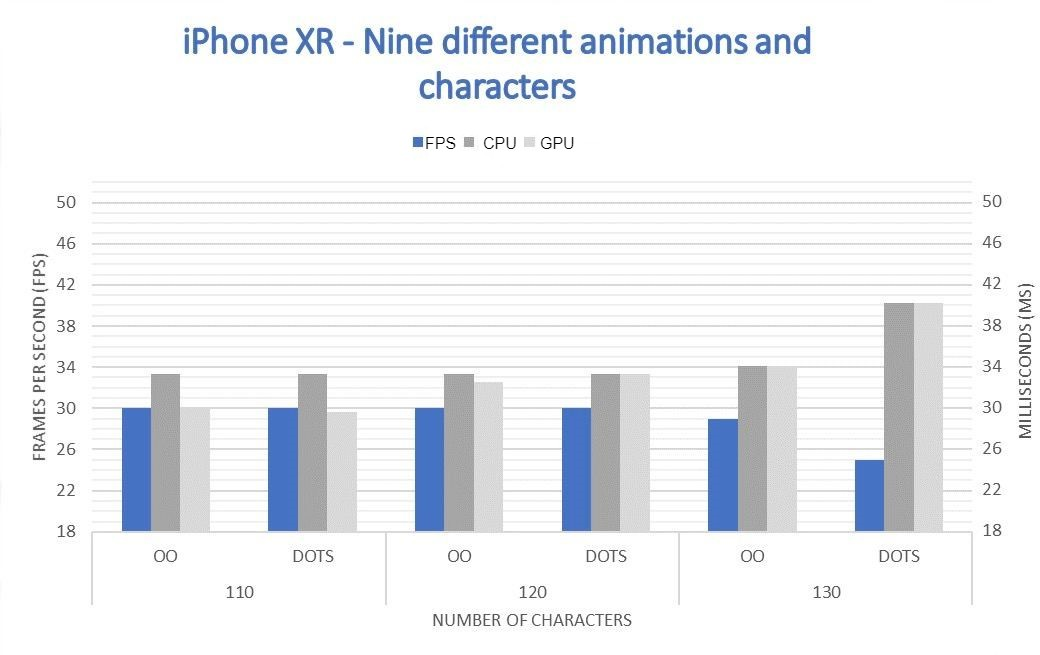 iPhone XR - Nine different animations and
characters
FPS CPU GPU
50 50
46 46
42 42
38 38
34 34
30 30
26 26
22 22
18 18
FRAMES PER SECOND (FPS)
MILLISECONDS (MS)
OO DOTS OO DOTS OO DOTS
110 120 130
NUMBER OF CHARACTERS